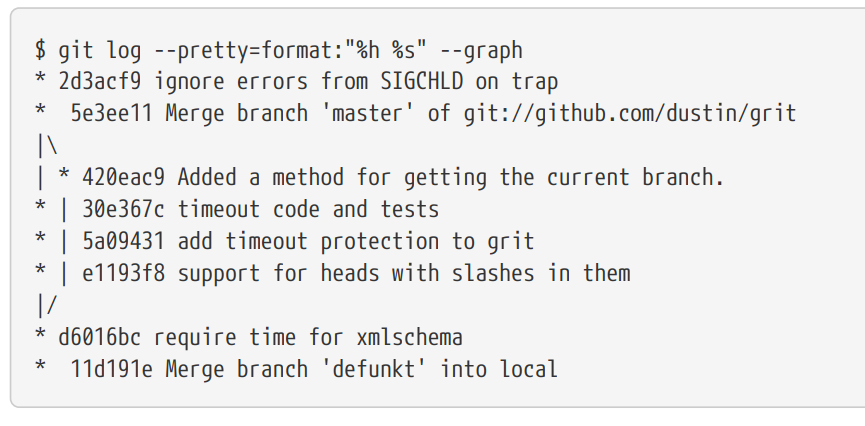 $ git log --pretty=format:"%h %s" --graph
* 2d3acf9 ignore errors from SIGCHLD on trap
*  5e3ee11 Merge branch 'master' of git://github.com/dustin/grit
|\
| * 420eac9 Added a method for getting the current branch.
* | 30e367c timeout code and tests
* | 5a09431 add timeout protection to grit
* | e1193f8 support for heads with slashes in them
|/
* d6016bc require time for xmlschema
*  11d191e Merge branch 'defunkt' into local